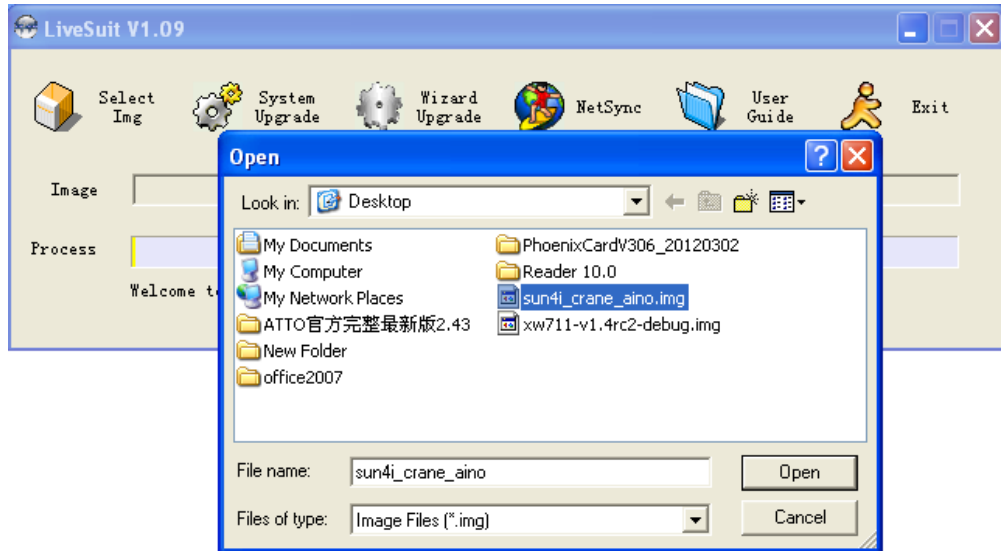 LiveSuit V1.09
Select Img
System Upgrade
Wizard Upgrade
NetSync
User Guide
Exit
Image
Process
Welcome
Open
Look in: Desktop
My Documents
My Computer
My Network Places
ATTO官方完整最新版2.43
New Folder
office2007
PhoenixCardV306_20120302
Reader 10.0
sun4i_crane_aino.img
xw711-v1.4rc2-debug.img
File name: sun4i_crane_aino
Open
Files of type: Image Files (*.img)
Cancel